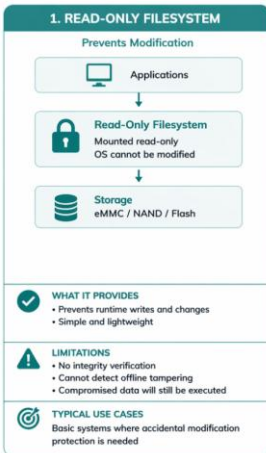 1. READ-ONLY FILESYSTEM
Prevents Modification
Applications
Read-Only Filesystem
Mounted read-only
OS cannot be modified
Storage
eMMC / NAND / Flash
WHAT IT PROVIDES
• Prevents runtime writes and changes
• Simple and lightweight
LIMITATIONS
• No integrity verification
• Cannot detect offline tampering
• Compromised data will still be executed
TYPICAL USE CASES
Basic systems where accidental modification
protection is needed